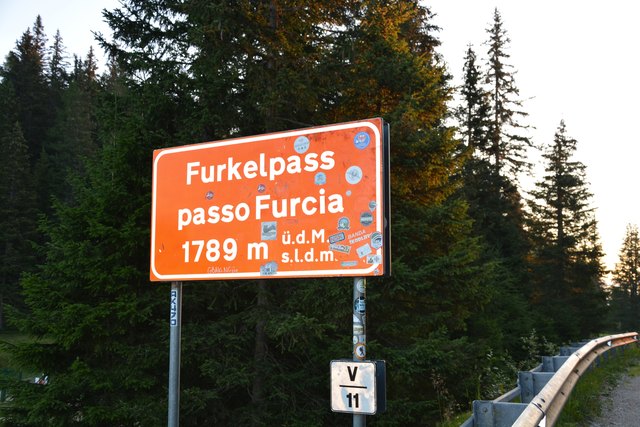 Furkelpass
passo Furcia
1789 m ü.d.M.
s.l.d.m.
V
11